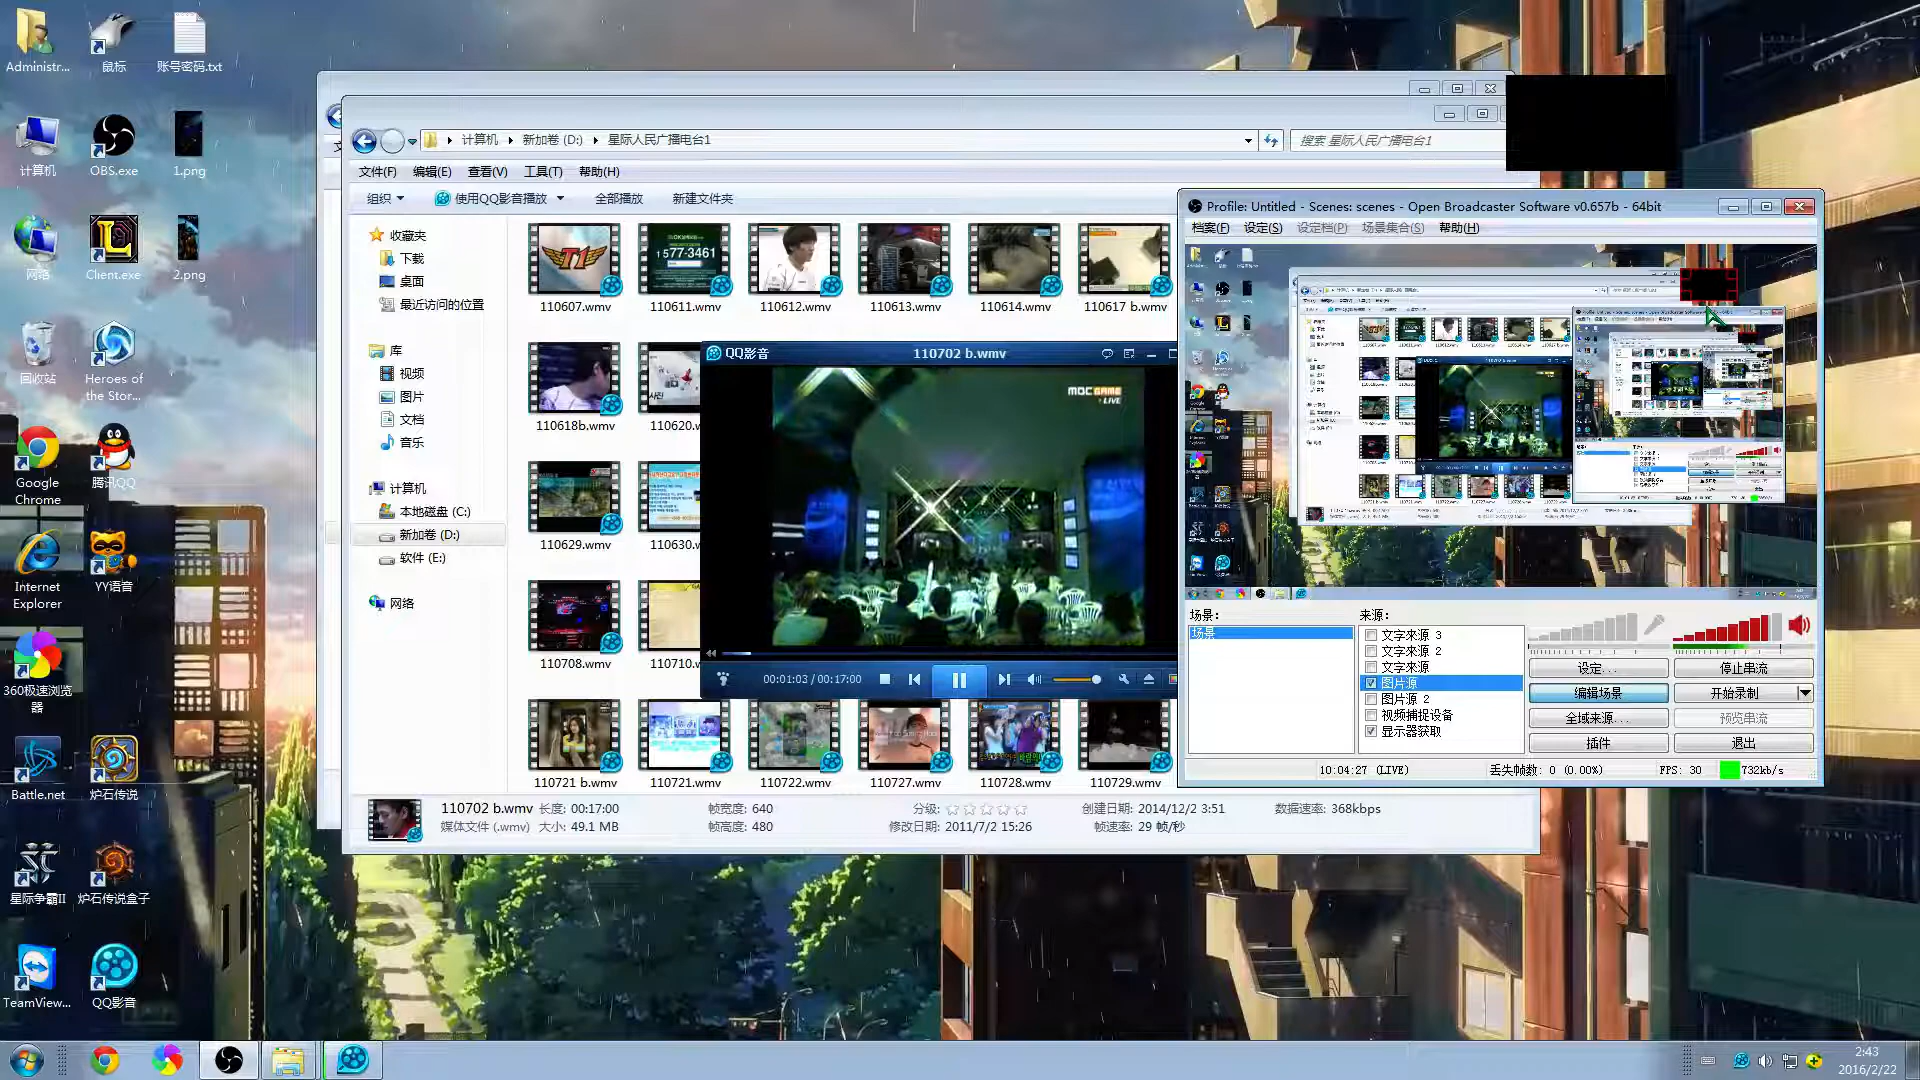 Administr...
鼠标
账号密码.txt
计算机
OBS.exe
1.png
网络
Client.exe
2.png
回收站
Heroes of
the Stor...
Google
Chrome
腾讯QQ
Internet
Explorer
YY语音
360极速浏览
器
Battle.net
炉石传说
星际争霸II
炉石传说盒子
TeamView...
QQ影音
计算机
新加卷 (D:)
星际人民广播电台1
搜索 星际人民广播电台1
文件(F)
编辑(E)
查看(V)
工具(T)
帮助(H)
组织
使用QQ影音播放
全部播放
新建文件夹
收藏夹
下载
桌面
最近访问的位置
库
视频
图片
文档
音乐
计算机
本地磁盘 (C:)
新加卷 (D:)
软件 (E:)
网络
T1
1577-3461
110607.wmv
110611.wmv
110612.wmv
110613.wmv
110614.wmv
110617 b.wmv
110618b.wmv
110620.
110629.wmv
110630.
110708.wmv
110710.
110721 b.wmv
110721.wmv
110722.wmv
110727.wmv
110728.wmv
110729.wmv
QQ影音
110702 b.wmv
MBCGAME
LIVE
00:01:03 / 00:17:00
110702 b.wmv
长度: 00:17:00
帧宽度: 640
分级:
创建日期: 2014/12/2 3:51
数据速率: 368kbps
媒体文件 (.wmv)
大小: 49.1 MB
帧高度: 480
修改日期: 2011/7/2 15:26
帧速率: 29 帧/秒
Profile: Untitled - Scenes: scenes - Open Broadcaster Software v0.657b - 64bit
档案(F)
设定(S)
设定档(P)
场景集合(S)
帮助(H)
场景:
场景
来源:
文字來源 3
文字來源 2
文字來源
图片源
图片源 2
视频捕捉设备
显示器获取
设定...
停止串流
编辑场景
开始录制
全域来源...
预览串流
插件
退出
10:04:27 (LIVE)
丢失帧数: 0 (0.00%)
FPS: 30
732kb/s
2:43
2016/2/22